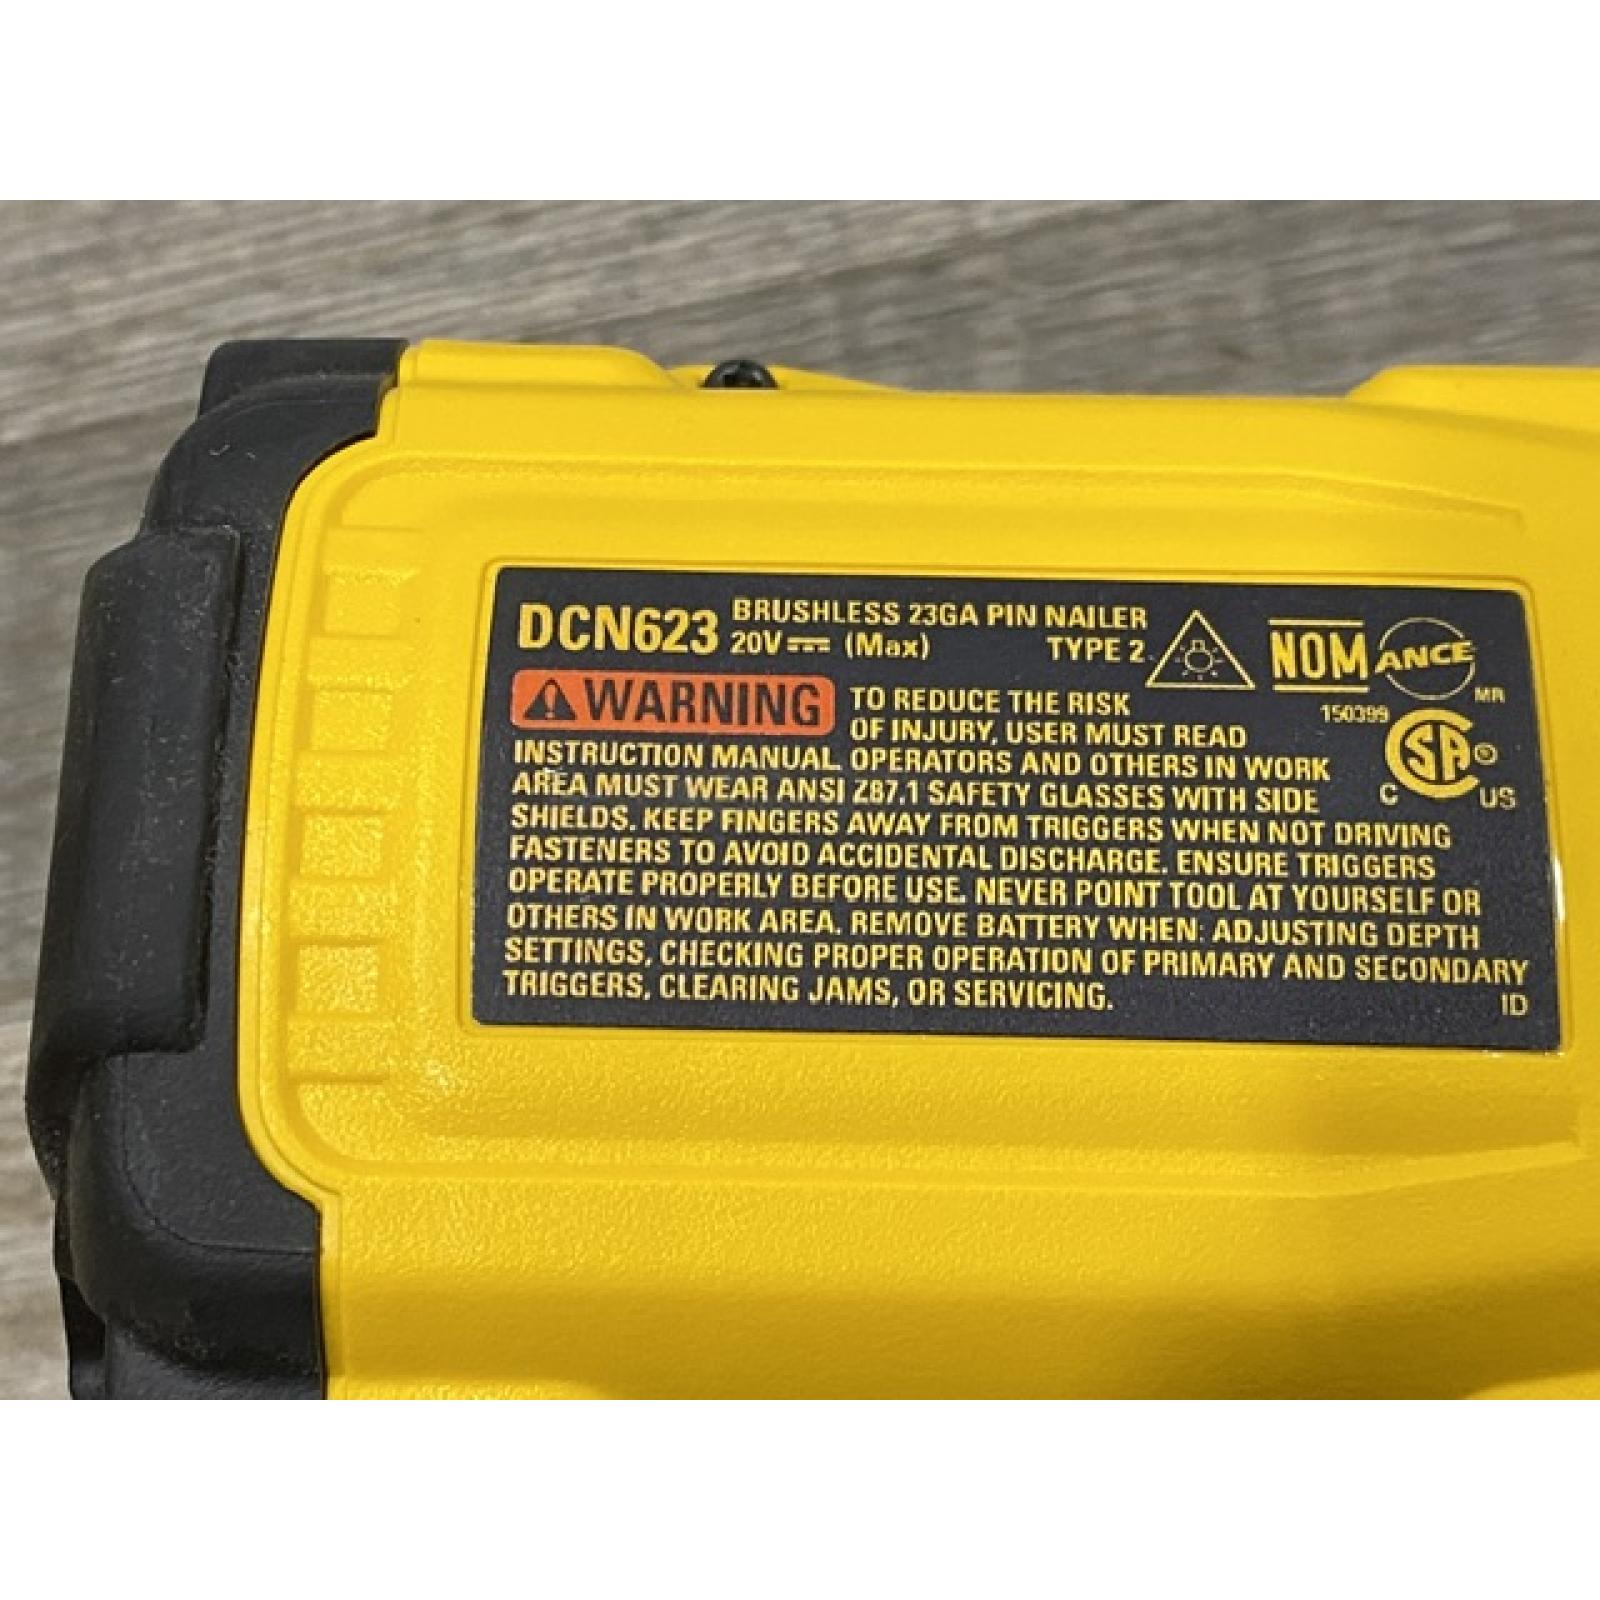 DCN623 BRUSHLESS 23GA PIN NAILER
20V⎓ (Max) TYPE 2
NOM ANCE
MR
150399
CSA ®
C US
⚠WARNING TO REDUCE THE RISK
OF INJURY, USER MUST READ
INSTRUCTION MANUAL. OPERATORS AND OTHERS IN WORK
AREA MUST WEAR ANSI Z87.1 SAFETY GLASSES WITH SIDE
SHIELDS. KEEP FINGERS AWAY FROM TRIGGERS WHEN NOT DRIVING
FASTENERS TO AVOID ACCIDENTAL DISCHARGE. ENSURE TRIGGERS
OPERATE PROPERLY BEFORE USE. NEVER POINT TOOL AT YOURSELF OR
OTHERS IN WORK AREA. REMOVE BATTERY WHEN: ADJUSTING DEPTH
SETTINGS, CHECKING PROPER OPERATION OF PRIMARY AND SECONDARY
TRIGGERS, CLEARING JAMS, OR SERVICING.
ID